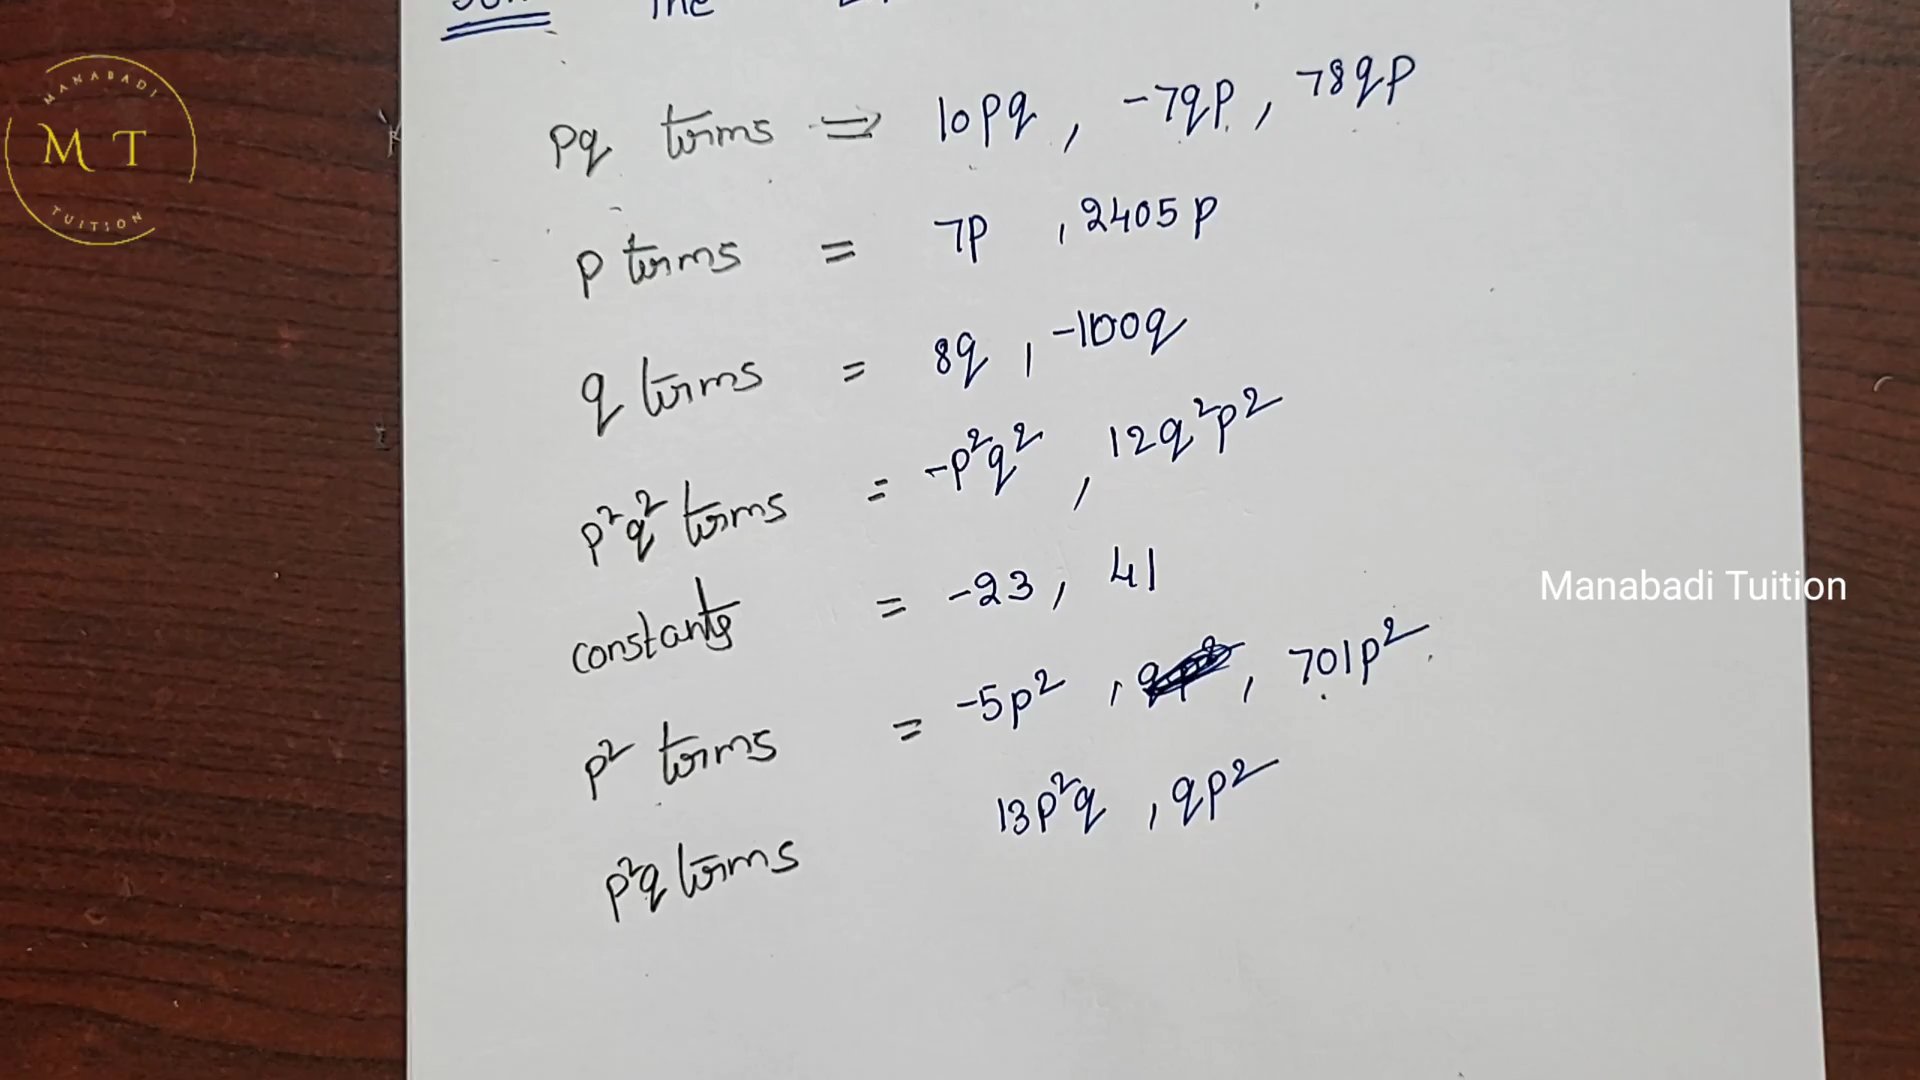 The
pq terms ⇒ 10pq , -7qp , 78qp
p terms = 7p , 2405p
q terms = 8q , -100q
p²q² terms = -p²q² , 12q²p²
constants = -23 , 41
p² terms = -5p² , , 701p²
p²q terms 13p²q , qp²
MANABADI
MT
TUITION
Manabadi Tuition